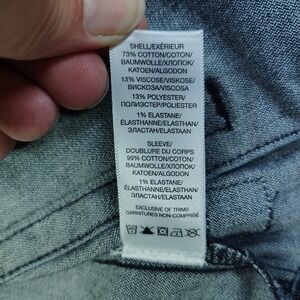 SHELL/EXÉRIEUR
73% COTTON/COTON/
BAUMWOLLE/ХЛОПОК/
KATOEN/ALGODON
13% VISCOSE/VISKOSE/
ВИСКОЗА/VISCOSA
13% POLYESTER/
ПОЛИЭСТЕР/POLIESTER
1% ELASTANE/
ÉLASTHANNE/ELASTHAN/
ЭЛАСТАН/ELASTAAN
SLEEVE/
DOUBLURE DU CORPS
99% COTTON/COTON/
BAUMWOLLE/ХЛОПОК/
KATOEN/ALGODON
1% ELASTANE/
ÉLASTHANNE/ELASTHAN/
ЭЛАСТАН/ELASTAAN
EXCLUSIVE OF TRIMS
GARNITURES NON-COMPRISE